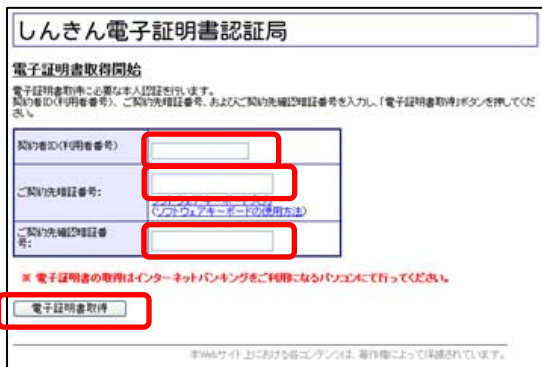 しんきん電子証明書認証局
電子証明書取得開始
電子証明書取得に必要な本人認証を行います。
契約者ID(利用者番号)、ご契約先暗証番号、およびご契約先確認暗証番号を入力し、「電子証明書取得」ボタンを押してくだ
さい。
契約者ID(利用者番号)
ご契約先暗証番号:
(ソフトウェアキーボードの使用方法)
ご契約先確認暗証番
号:
※ 電子証明書の取得はインターネットバンキングをご利用になるパソコンにて行ってください。
電子証明書取得
本Webサイト上における各コンテンツは、著作権によって保護されています。